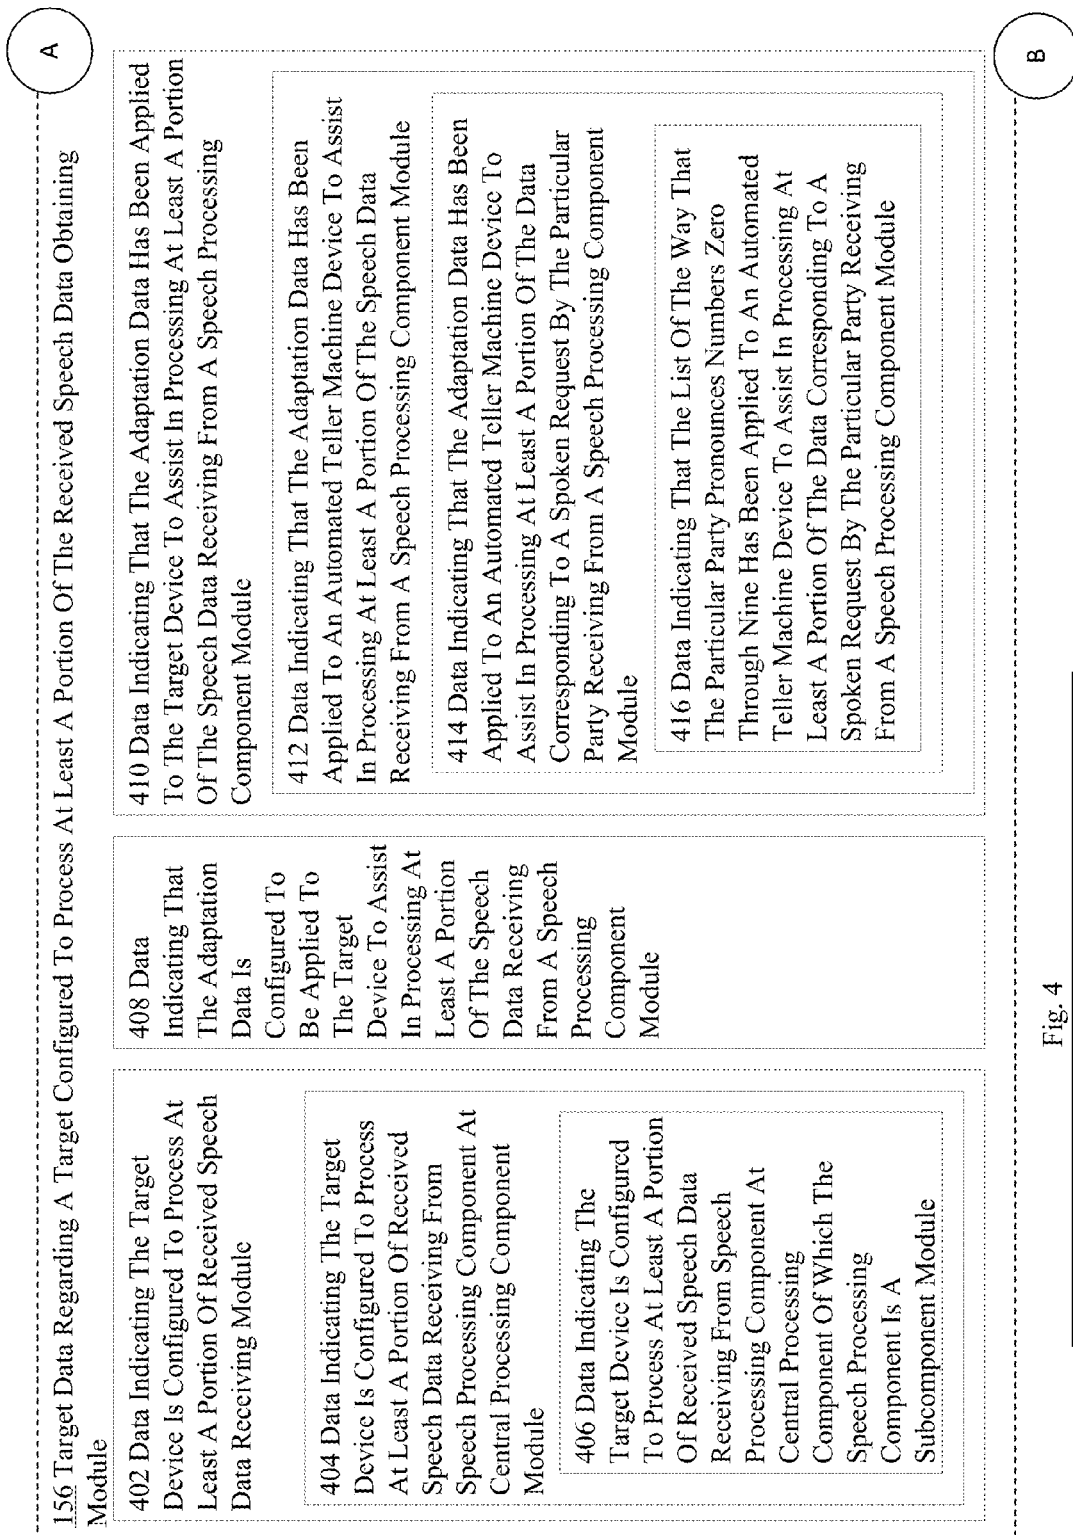 156 Target Data Regarding A Target Configured To Process At Least A Portion Of The Received Speech Data Obtaining
Module
402 Data Indicating The Target
Device Is Configured To Process At
Least A Portion Of Received Speech
Data Receiving Module
404 Data Indicating The Target
Device Is Configured To Process
At Least A Portion Of Received
Speech Data Receiving From
Speech Processing Component At
Central Processing Component
Module
406 Data Indicating The
Target Device Is Configured
To Process At Least A Portion
Of Received Speech Data
Receiving From Speech
Processing Component At
Central Processing
Component Of Which The
Speech Processing
Component Is A
Subcomponent Module
408 Data
Indicating That
The Adaptation
Data Is
Configured To
Be Applied To
The Target
Device To Assist
In Processing At
Least A Portion
Of The Speech
Data Receiving
From A Speech
Processing
Component
Module
410 Data Indicating That The Adaptation Data Has Been Applied
To The Target Device To Assist In Processing At Least A Portion
Of The Speech Data Receiving From A Speech Processing
Component Module
412 Data Indicating That The Adaptation Data Has Been
Applied To An Automated Teller Machine Device To Assist
In Processing At Least A Portion Of The Speech Data
Receiving From A Speech Processing Component Module
414 Data Indicating That The Adaptation Data Has Been
Applied To An Automated Teller Machine Device To
Assist In Processing At Least A Portion Of The Data
Corresponding To A Spoken Request By The Particular
Party Receiving From A Speech Processing Component
Module
416 Data Indicating That The List Of The Way That
The Particular Party Pronounces Numbers Zero
Through Nine Has Been Applied To An Automated
Teller Machine Device To Assist In Processing At
Least A Portion Of The Data Corresponding To A
Spoken Request By The Particular Party Receiving
From A Speech Processing Component Module
A
B
Fig. 4